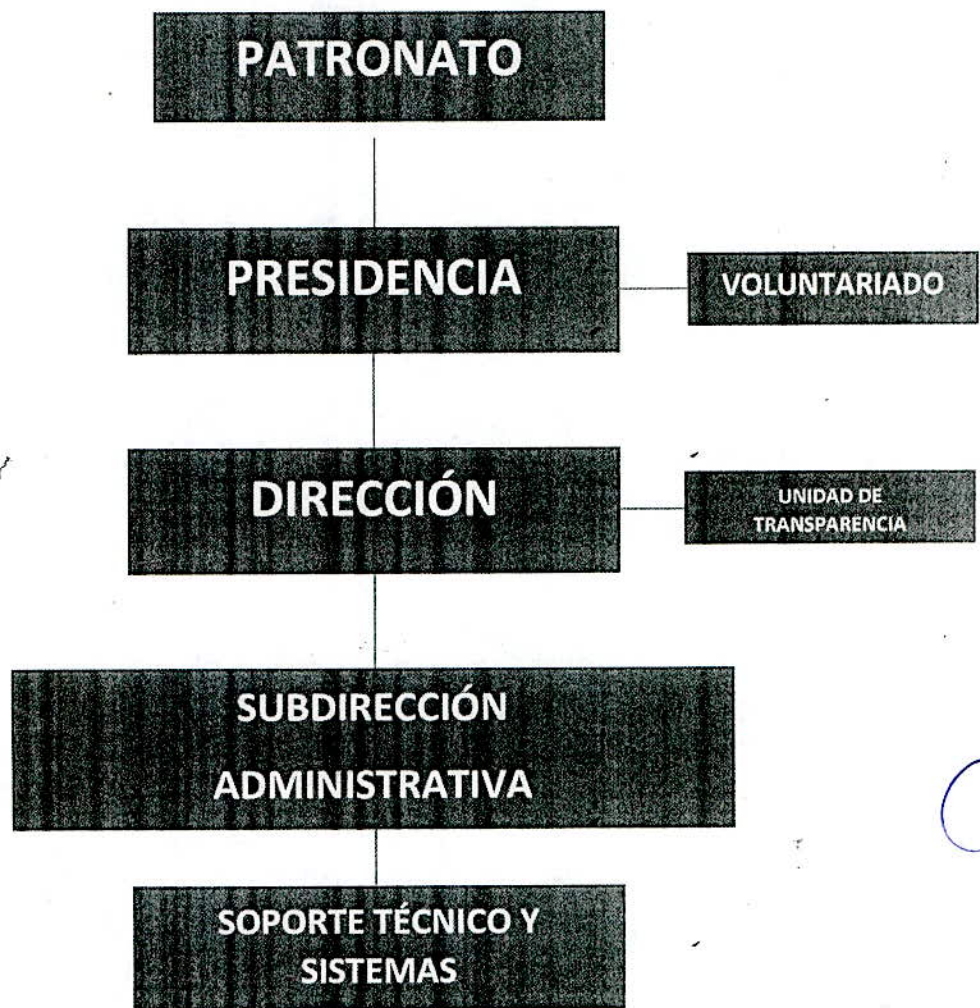 PATRONATO
PRESIDENCIA
VOLUNTARIADO
DIRECCIÓN
UNIDAD DE
TRANSPARENCIA
SUBDIRECCIÓN
ADMINISTRATIVA
SOPORTE TÉCNICO Y
SISTEMAS